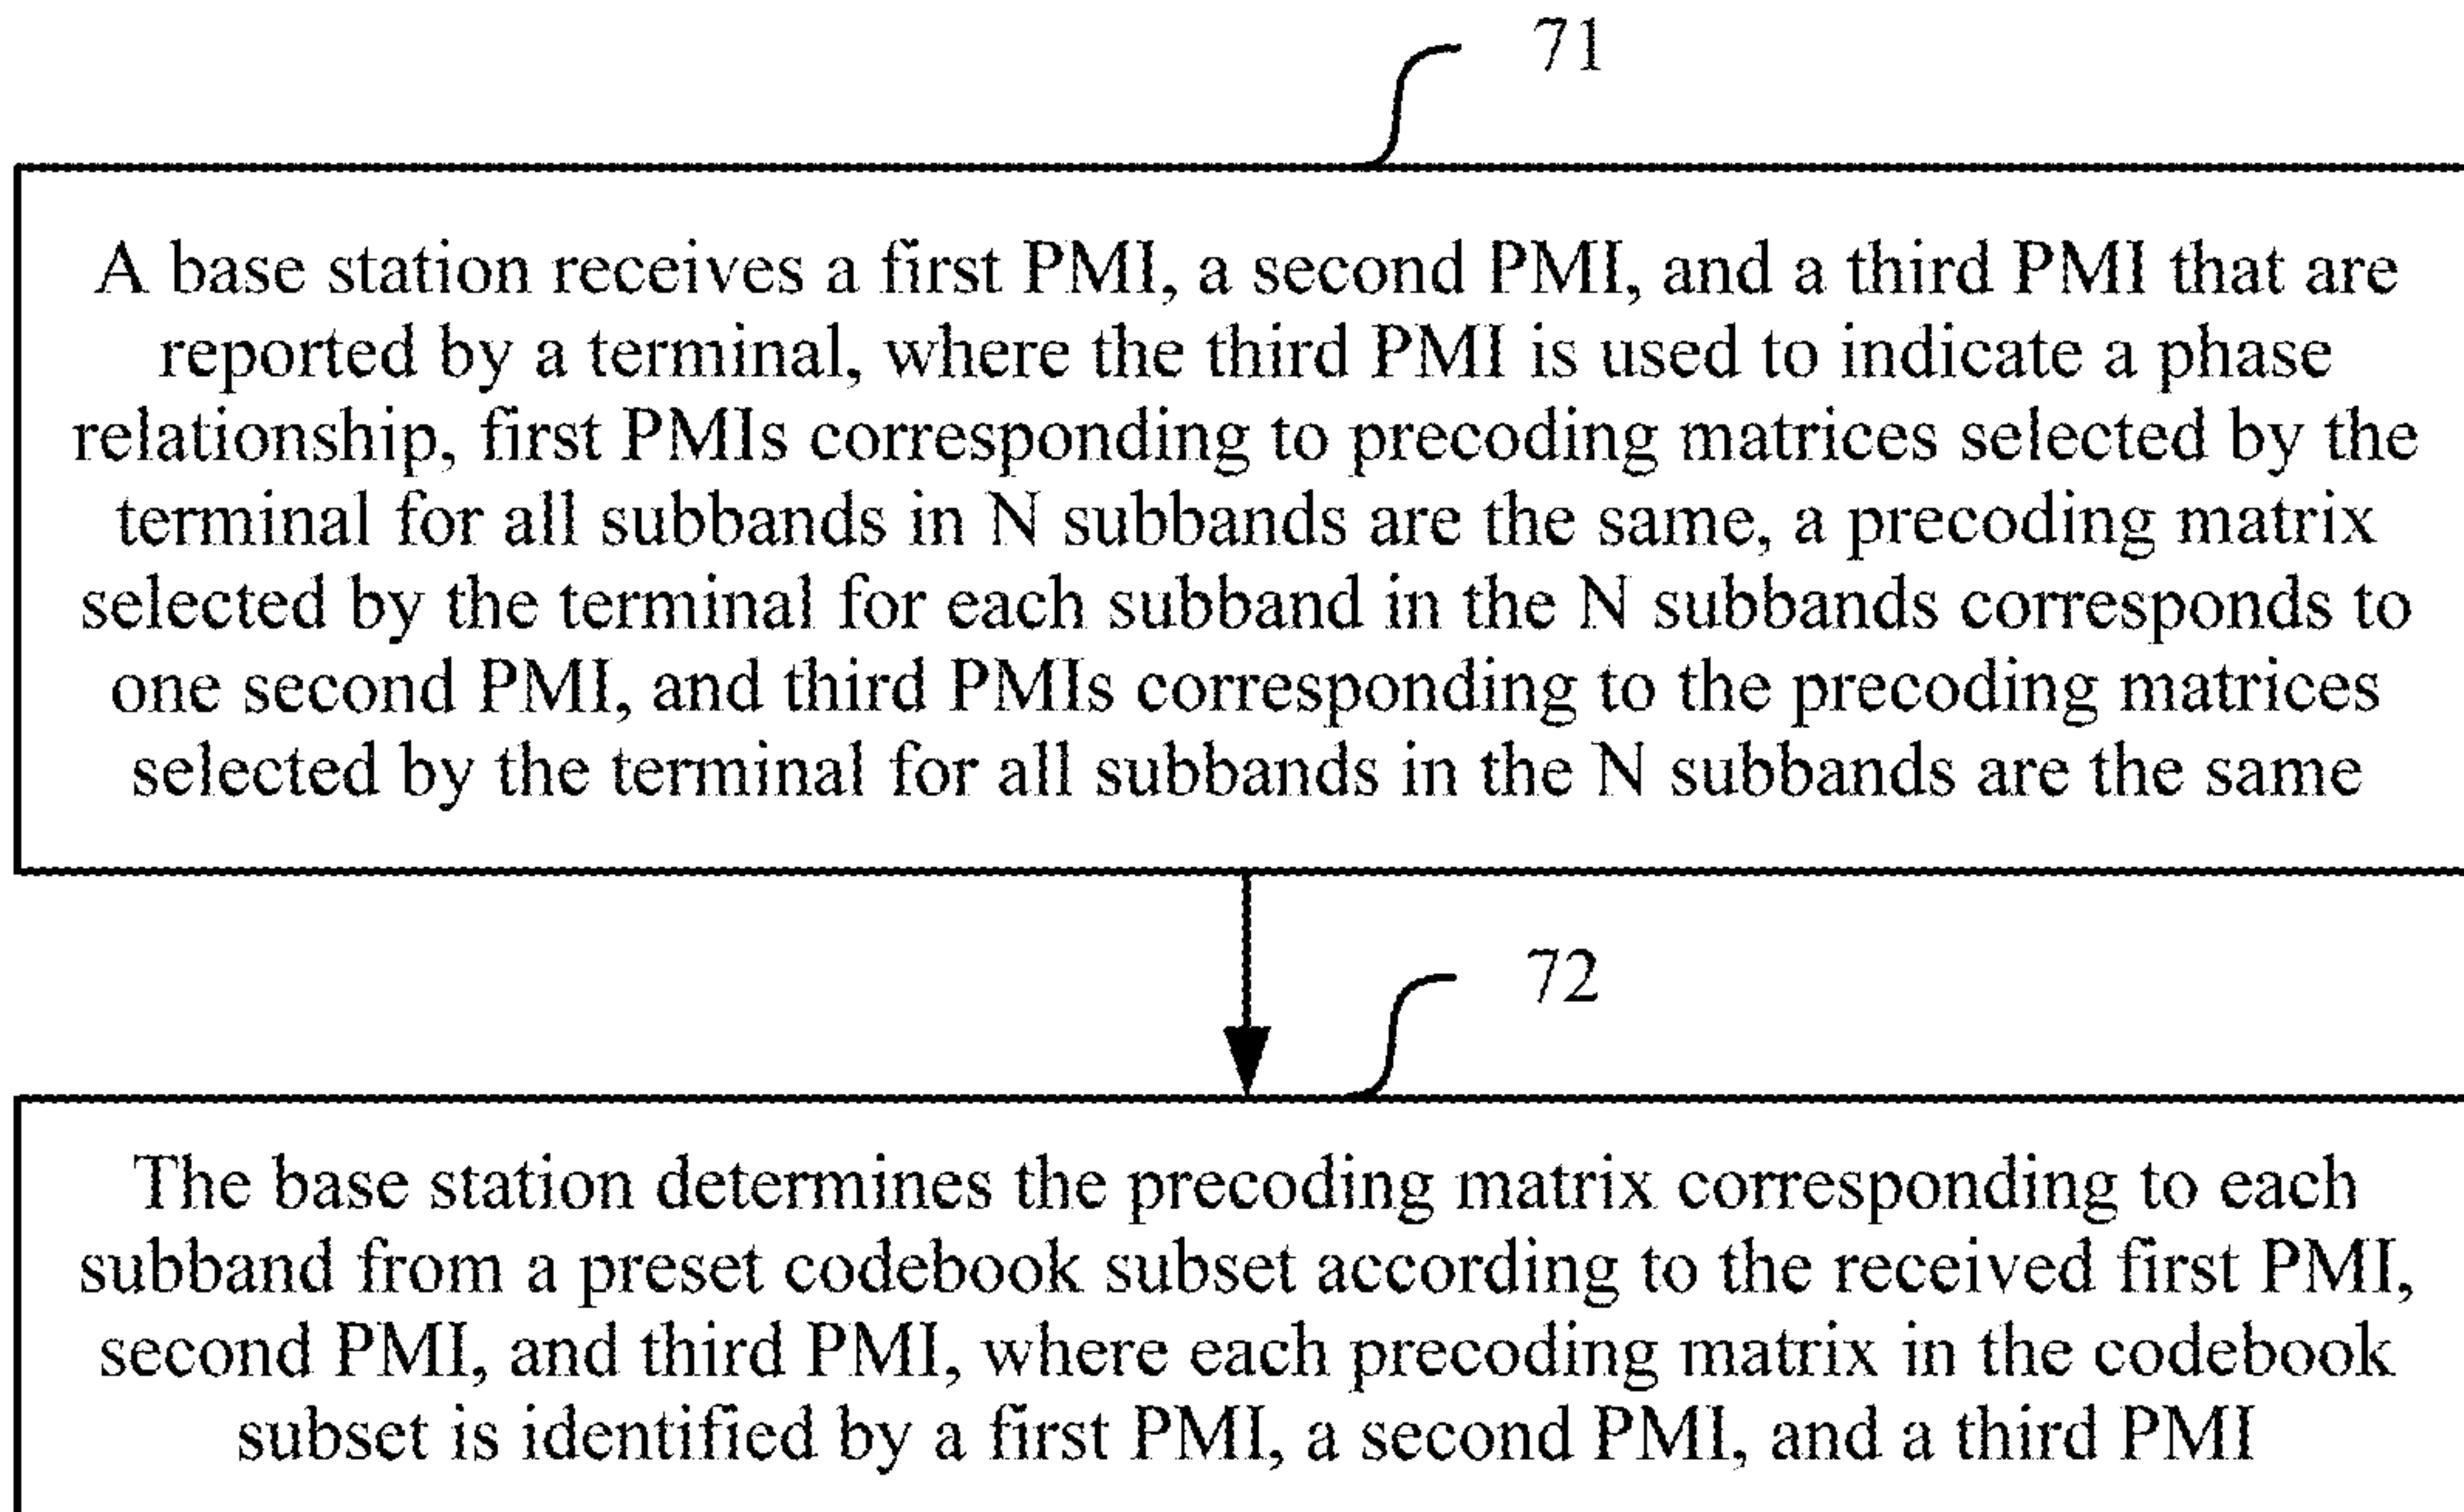 71
A base station receives a first PMI, a second PMI, and a third PMI that are
reported by a terminal, where the third PMI is used to indicate a phase
relationship, first PMIs corresponding to precoding matrices selected by the
terminal for all subbands in N subbands are the same, a precoding matrix
selected by the terminal for each subband in the N subbands corresponds to
one second PMI, and third PMIs corresponding to the precoding matrices
selected by the terminal for all subbands in the N subbands are the same
72
The base station determines the precoding matrix corresponding to each
subband from a preset codebook subset according to the received first PMI,
second PMI, and third PMI, where each precoding matrix in the codebook
subset is identified by a first PMI, a second PMI, and a third PMI